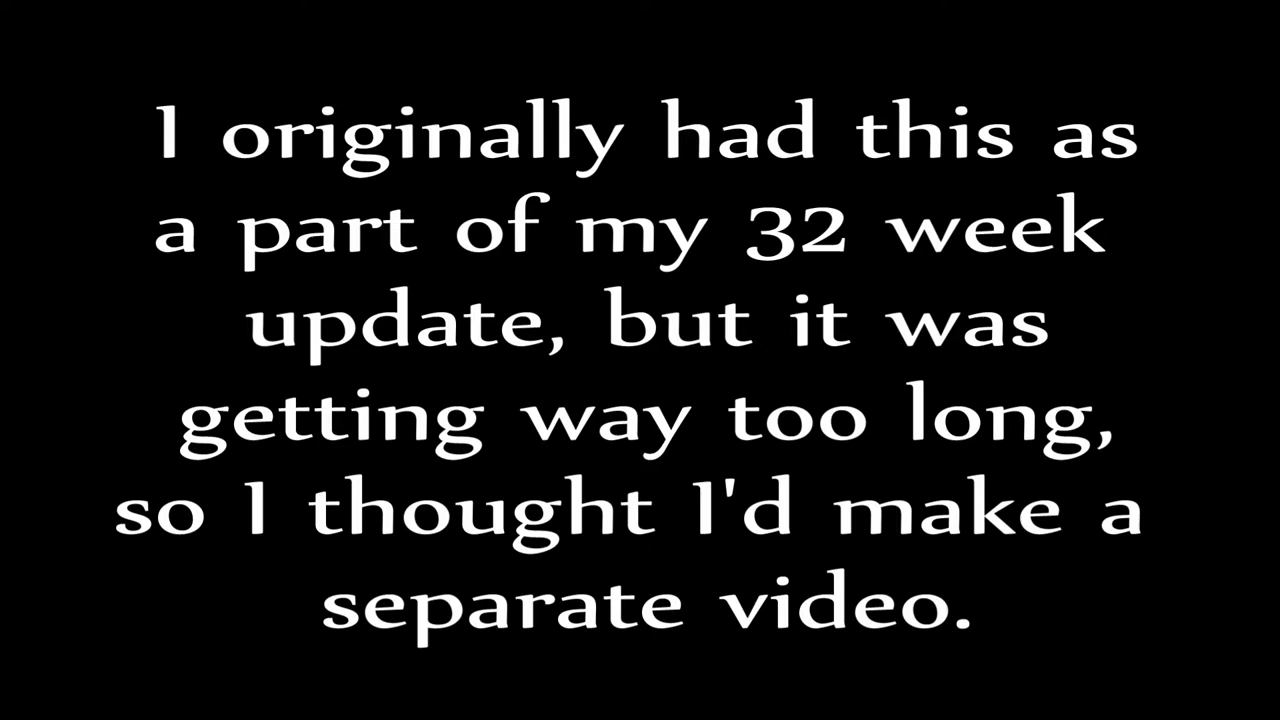 I originally had this as
a part of my 32 week
update, but it was
getting way too long,
so I thought I'd make a
separate video.